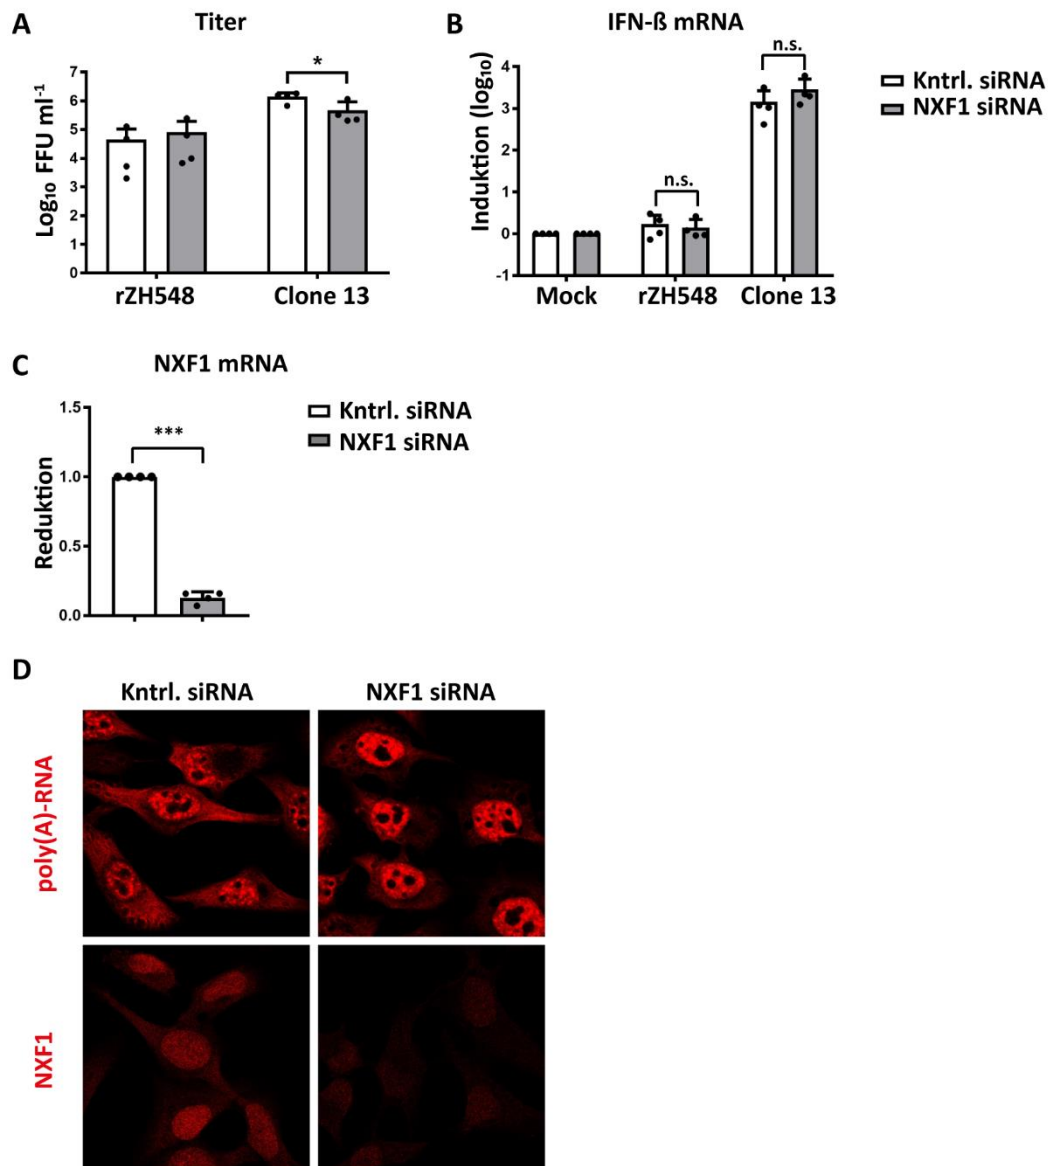 A
Titer
Log₁₀ FFU ml⁻¹
7
6
5
4
3
2
1
0
*
rZH548
Clone 13
B
IFN-ß mRNA
Induktion (log₁₀)
4
3
2
1
0
-1
n.s.
n.s.
Mock
rZH548
Clone 13
Kntrl. siRNA
NXF1 siRNA
C
NXF1 mRNA
Reduktion
1.5
1.0
0.5
0.0
***
Kntrl. siRNA
NXF1 siRNA
D
Kntrl. siRNA
NXF1 siRNA
poly(A)-RNA
NXF1